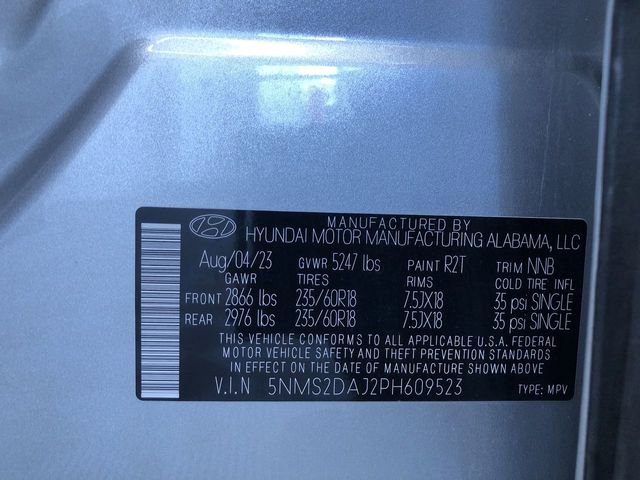 MANUFACTURED BY
HYUNDAI MOTOR MANUFACTURING ALABAMA, LLC
Aug/04/23 GVWR 5247 lbs PAINT R2T TRIM NNB
GAWR TIRES RIMS COLD TIRE INFL
FRONT 2866 lbs 235/60R18 7.5JX18 35 psi SINGLE
REAR 2976 lbs 235/60R18 7.5JX18 35 psi SINGLE
THIS VEHICLE CONFORMS TO ALL APPLICABLE U.S.A. FEDERAL
MOTOR VEHICLE SAFETY AND THEFT PREVENTION STANDARDS
IN EFFECT ON THE DATE OF MANUFACTURE SHOWN ABOVE
V.I.N 5NMS2DAJ2PH609523 TYPE: MPV